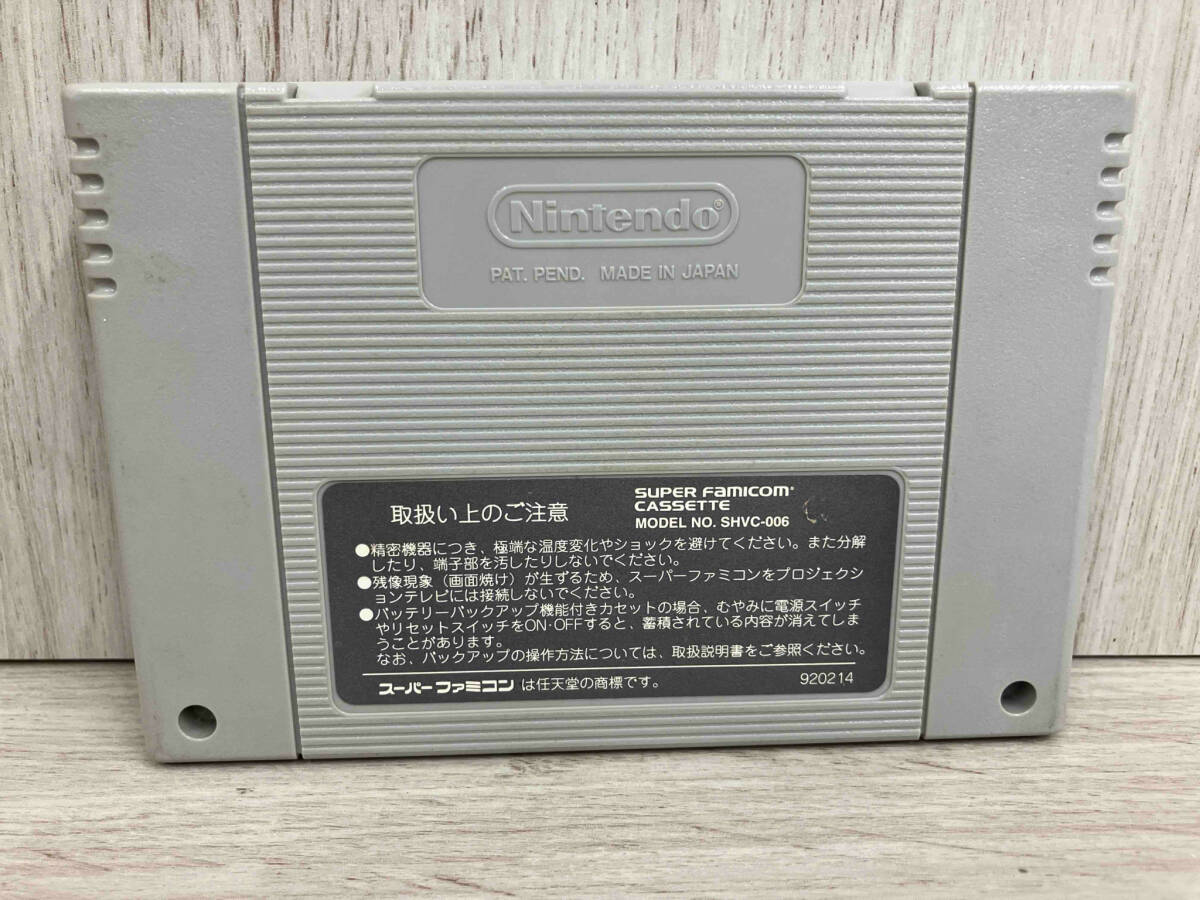 Nintendo®
PAT. PEND. MADE IN JAPAN
取扱い上のご注意
SUPER FAMICOM®
CASSETTE
MODEL NO. SHVC-006
●精密機器につき、極端な温度変化やショックを避けてください。また分解
したり、端子部を汚したりしないでください。
●残像現象（画面焼け）が生ずるため、スーパーファミコンをプロジェクシ
ョンテレビには接続しないでください。
●バッテリーバックアップ機能付きカセットの場合、むやみに電源スイッチ
やリセットスイッチをON·OFFすると、蓄積されている内容が消えてしま
うことがあります。
なお、バックアップの操作方法については、取扱説明書をご参照ください。
スーパーファミコンは任天堂の商標です。
920214